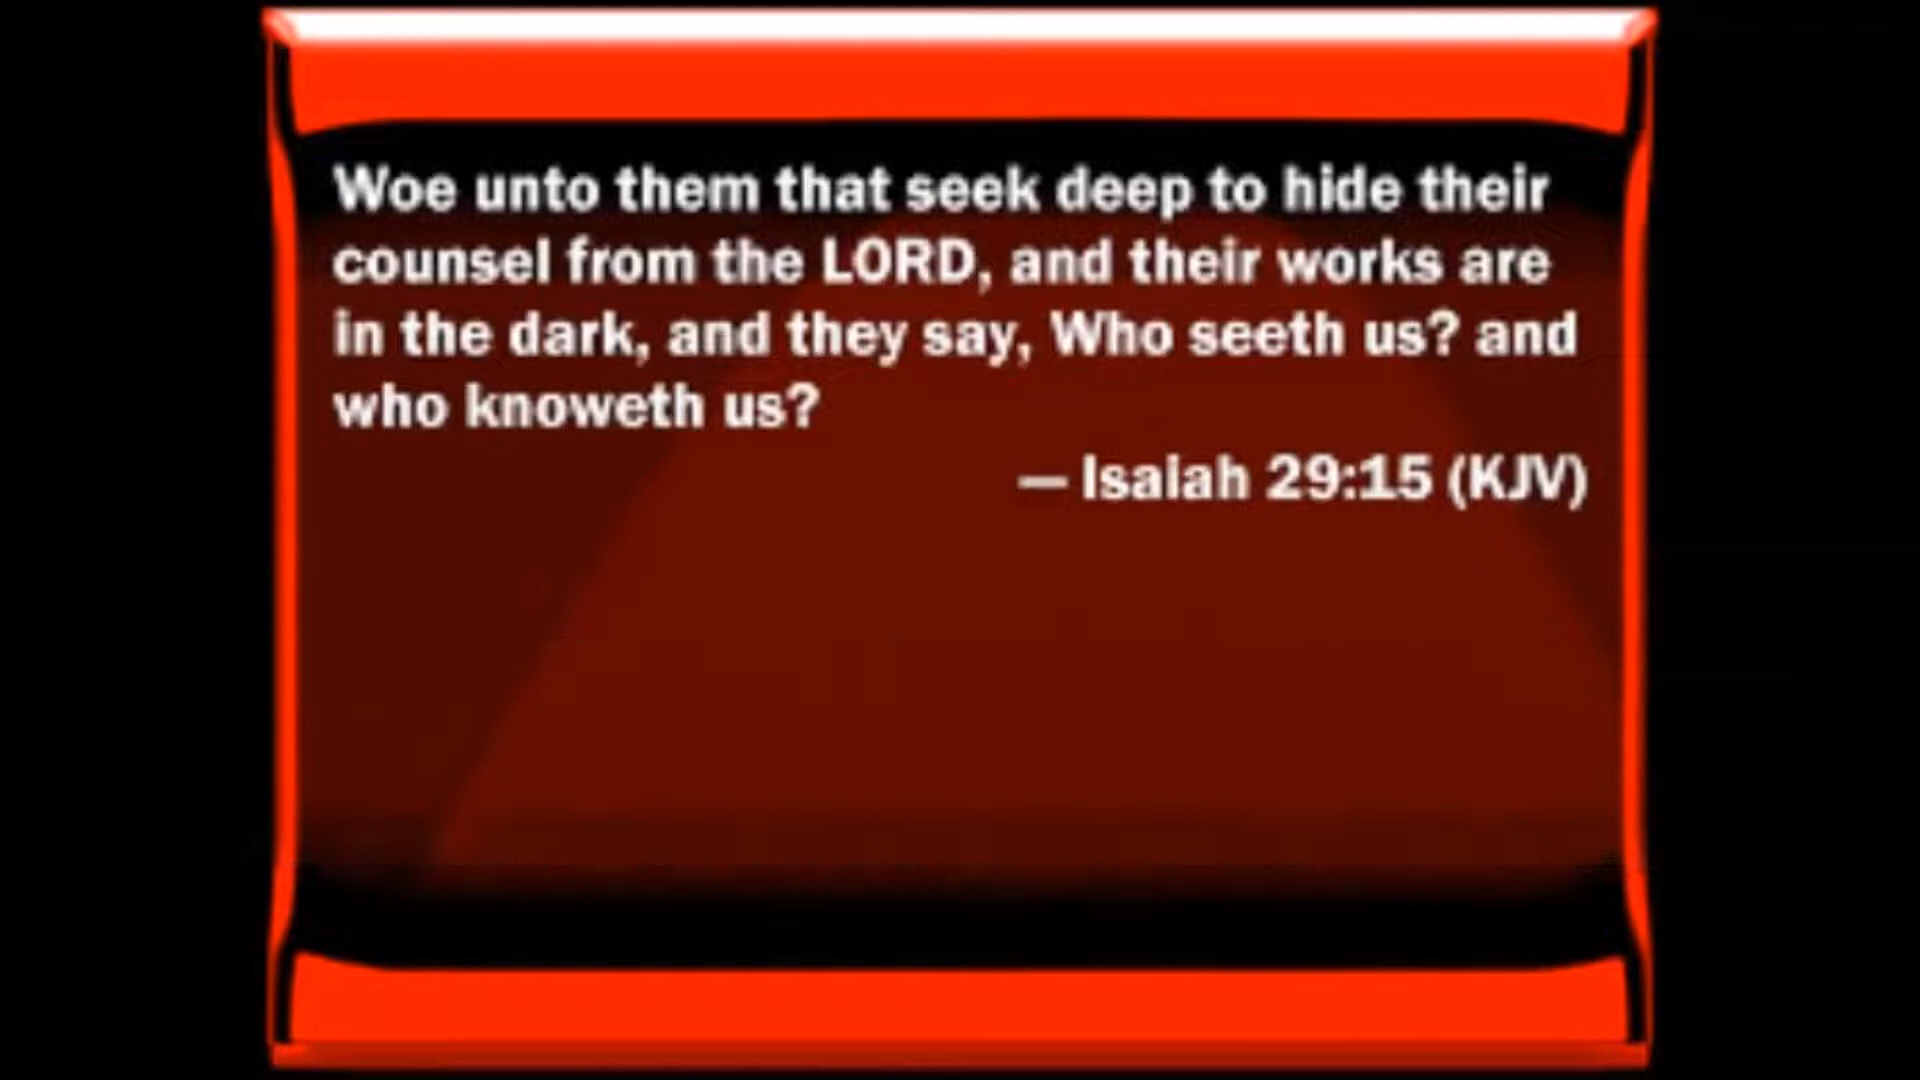 Woe unto them that seek deep to hide their
counsel from the LORD, and their works are
in the dark, and they say, Who seeth us? and
who knoweth us?
— Isaiah 29:15 (KJV)